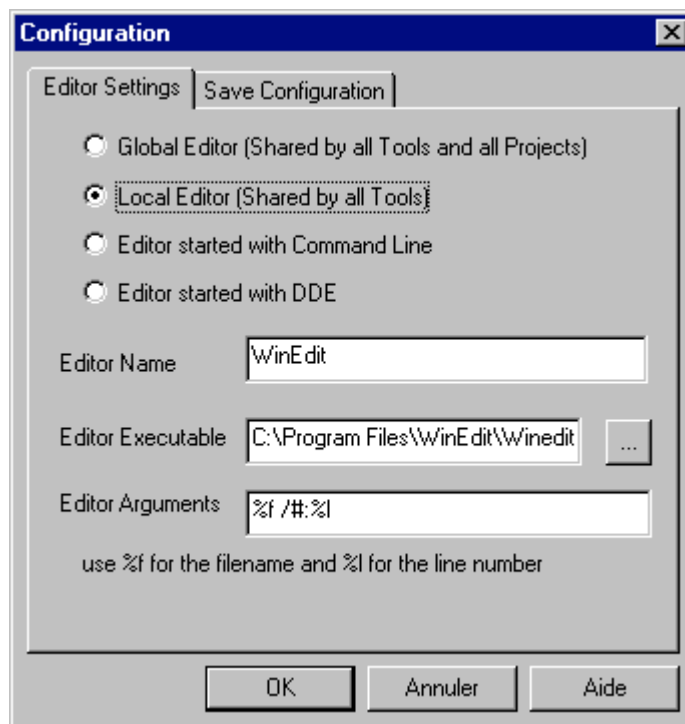 Configuration
Editor Settings
Save Configuration
Global Editor (Shared by all Tools and all Projects)
Local Editor (Shared by all Tools)
Editor started with Command Line
Editor started with DDE
Editor Name
WinEdit
Editor Executable
C:\Program Files\WinEdit\Winedit
...
Editor Arguments
%f /#:%l
use %f for the filename and %l for the line number
OK
Annuler
Aide